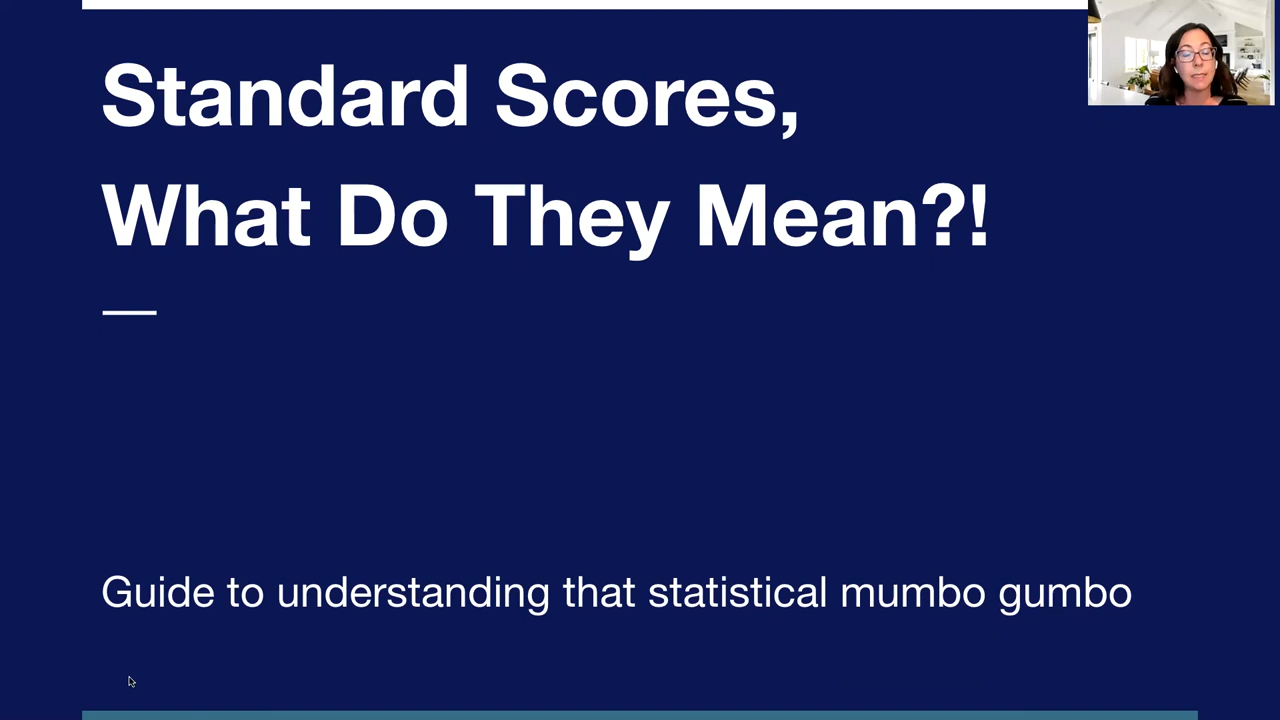 Standard Scores,
What Do They Mean?!
Guide to understanding that statistical mumbo gumbo